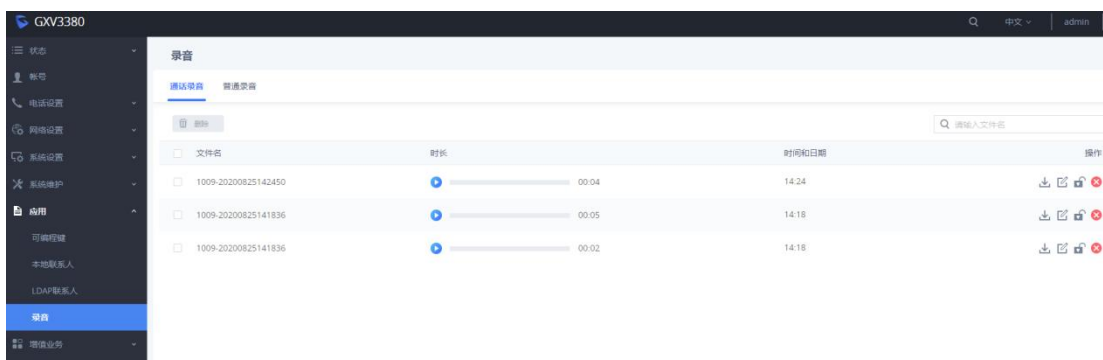 GXV3380
中文
admin
状态
帐号
电话设置
网络设置
系统设置
系统维护
应用
可编程键
本地联系人
LDAP联系人
录音
增值业务
录音
通话录音 普通录音
删除
请输入文件名
文件名 时长 时间和日期 操作
1009-20200825142450 00:04 14:24
1009-20200825141836 00:05 14:18
1009-20200825141836 00:02 14:18